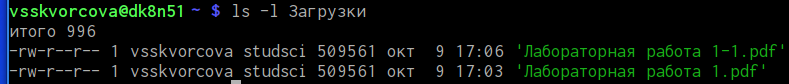 vsskvorcova@dk8n51 ~ $ ls -l Загрузки
итого 996
-rw-r--r-- 1 vsskvorcova studsci 509561 окт  9 17:06 'Лабораторная работа 1-1.pdf'
-rw-r--r-- 1 vsskvorcova studsci 509561 окт  9 17:03 'Лабораторная работа 1.pdf'